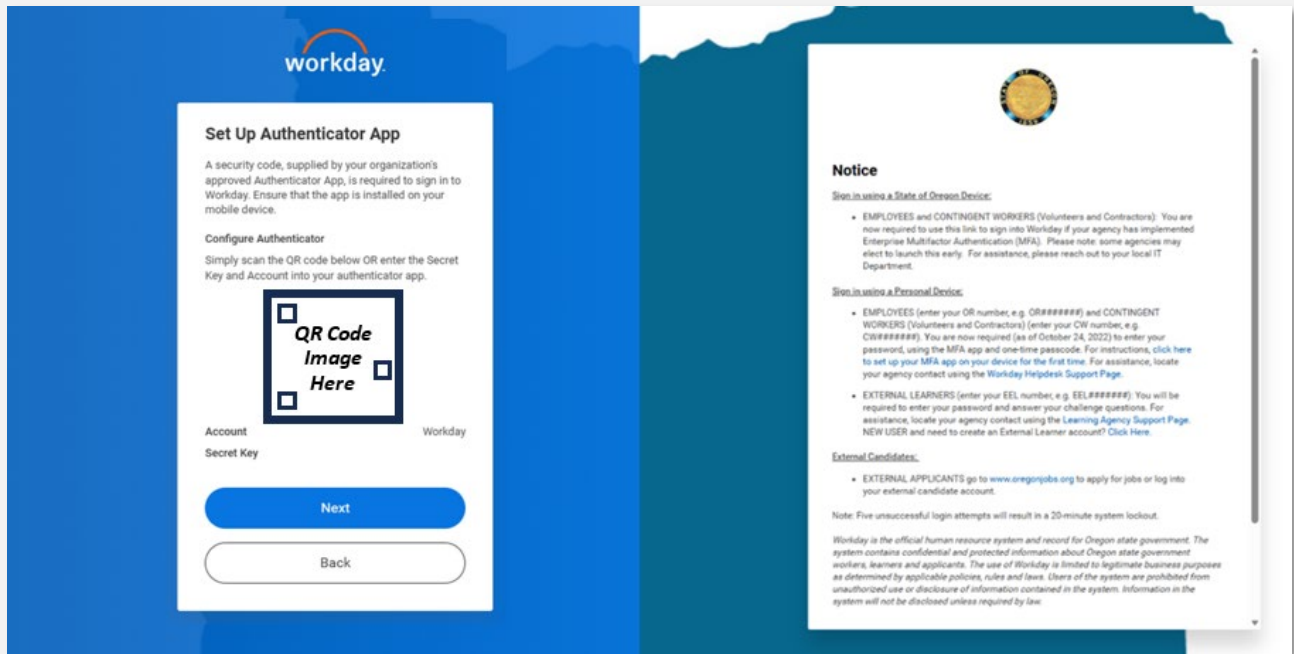 workday.
Set Up Authenticator App
A security code, supplied by your organization's
approved Authenticator App, is required to sign in to
Workday. Ensure that the app is installed on your
mobile device.
Configure Authenticator
Simply scan the QR code below OR enter the Secret
Key and Account into your authenticator app.
QR Code
Image
Here
Account Workday
Secret Key
Next
Back
STATE OF OREGON
1859
Notice
Sign in using a State of Oregon Device:
• EMPLOYEES and CONTINGENT WORKERS (Volunteers and Contractors): You are
now required to use this link to sign into Workday if your agency has implemented
Enterprise Multifactor Authentication (MFA). Please note: some agencies may
elect to launch this early. For assistance, please reach out to your local IT
Department.
Sign in using a Personal Device:
• EMPLOYEES (enter your OR number, e.g. OR#######) and CONTINGENT
WORKERS (Volunteers and Contractors) (enter your CW number, e.g.
CW#######). You are now required (as of October 24, 2022) to enter your
password, using the MFA app and one-time passcode. For instructions, click here
to set up your MFA app on your device for the first time. For assistance, locate
your agency contact using the Workday Helpdesk Support Page.
• EXTERNAL LEARNERS (enter your EEL number, e.g. EEL#######): You will be
required to enter your password and answer your challenge questions. For
assistance, locate your agency contact using the Learning Agency Support Page.
NEW USER and need to create an External Learner account? Click Here.
External Candidates:
• EXTERNAL APPLICANTS go to www.oregonjobs.org to apply for jobs or log into
your external candidate account.
Note: Five unsuccessful login attempts will result in a 20-minute system lockout.
Workday is the official human resource system and record for Oregon state government. The
system contains confidential and protected information about Oregon state government
workers, learners and applicants. The use of Workday is limited to legitimate business purposes
as determined by applicable policies, rules and laws. Users of the system are prohibited from
unauthorized use or disclosure of information contained in the system. Information in the
system will not be disclosed unless required by law.